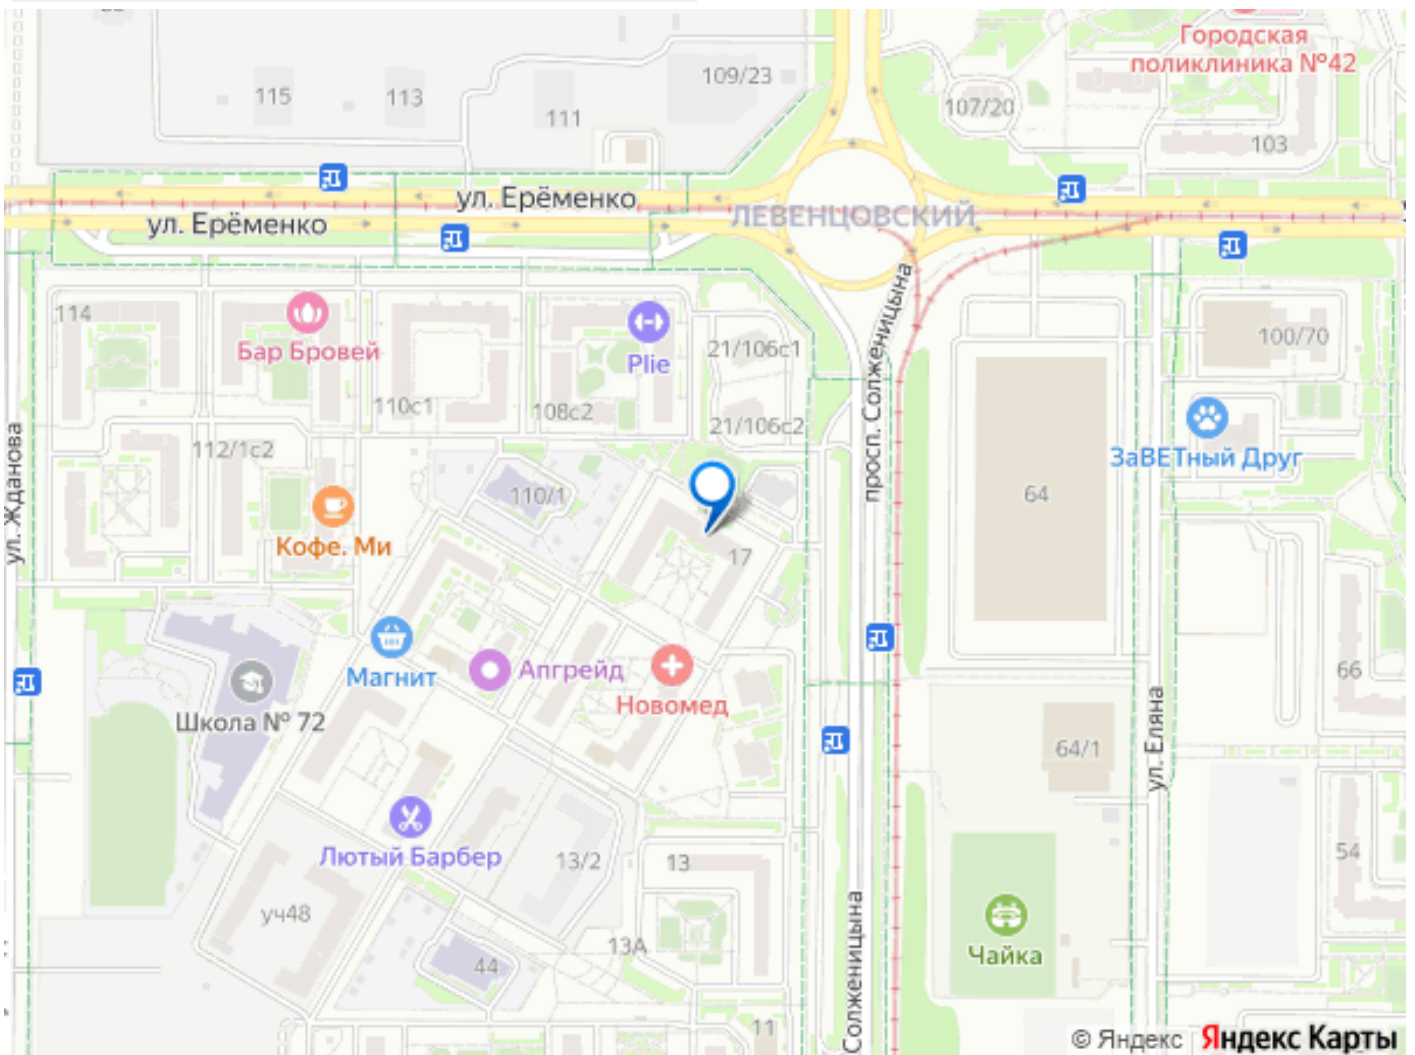 Городская
поликлиника №42
109/23
115
113
107/20
111
103
ул. Ерёменко
ЛЕВЕНЦОВСКИЙ
ул. Ерёменко
просп. Солженицына
114
Бар Бровей
Plie
21/106с1
100/70
110с1
108с2
21/106с2
112/1с2
ЗаВЕТный Друг
ул. Жданова
110/1
64
Кофе. Ми
17
Магнит
Апгрейд
66
Новомед
Школа № 72
64/1
ул. Еляна
Лютый Барбер
13/2
13
54
уч48
13А
Чайка
44
Солженицына
11
© Яндекс Яндекс Карты